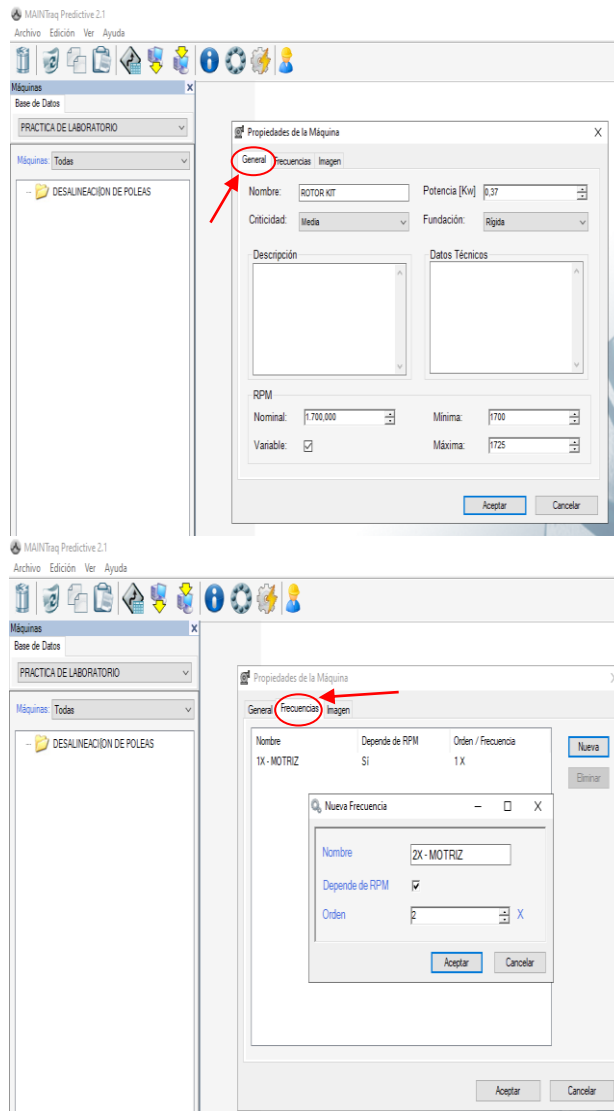 MAINTraq Predictive 2.1
Archivo Edición Ver Ayuda
Máquinas X
Base de Datos
PRACTICA DE LABORATORIO
Máquinas: Todas
DESALINEACI[ON DE POLEAS
Propiedades de la Máquina X
General Frecuencias Imagen
Nombre: ROTOR KIT Potencia [Kw] 0,37
Criticidad: Media Fundación: Rígida
Descripción Datos Técnicos
RPM
Nominal: 1.700,000 Mínima: 1700
Variable: Máxima: 1725
Aceptar Cancelar
MAINTraq Predictive 2.1
Archivo Edición Ver Ayuda
Máquinas X
Base de Datos
PRACTICA DE LABORATORIO
Máquinas: Todas
DESALINEACI[ON DE POLEAS
Propiedades de la Máquina
General Frecuencias Imagen
Nombre Depende de RPM Orden / Frecuencia Nueva
1X - MOTRIZ Sí 1 X
Eliminar
Nueva Frecuencia X
Nombre 2X - MOTRIZ
Depende de RPM
Orden 2 X
Aceptar Cancelar
Aceptar Cancelar